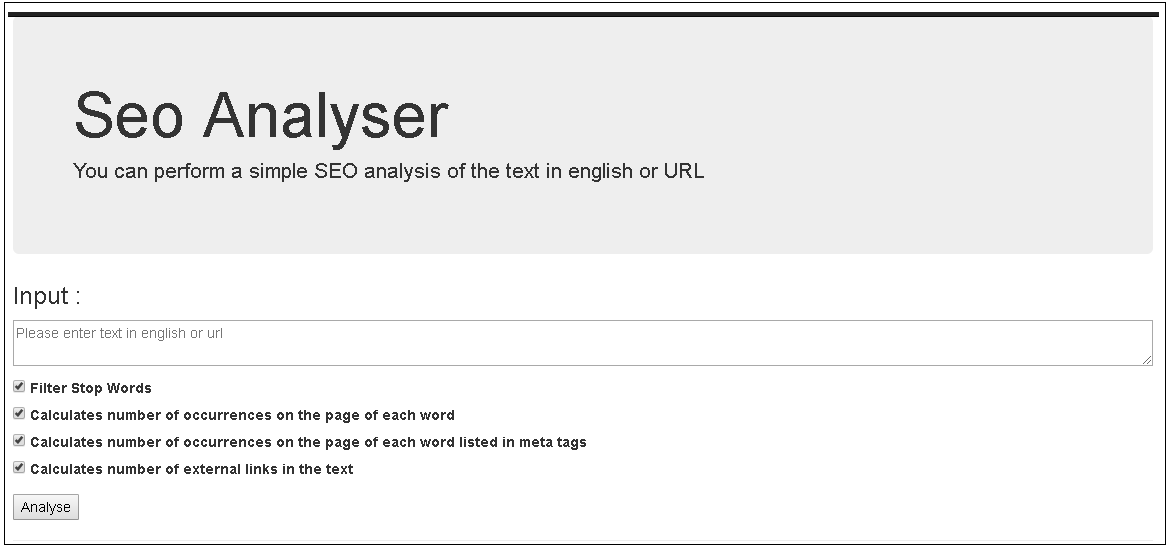 Seo Analyser
You can perform a simple SEO analysis of the text in english or URL
Input :
Please enter text in english or url
Filter Stop Words
Calculates number of occurrences on the page of each word
Calculates number of occurrences on the page of each word listed in meta tags
Calculates number of external links in the text
Analyse